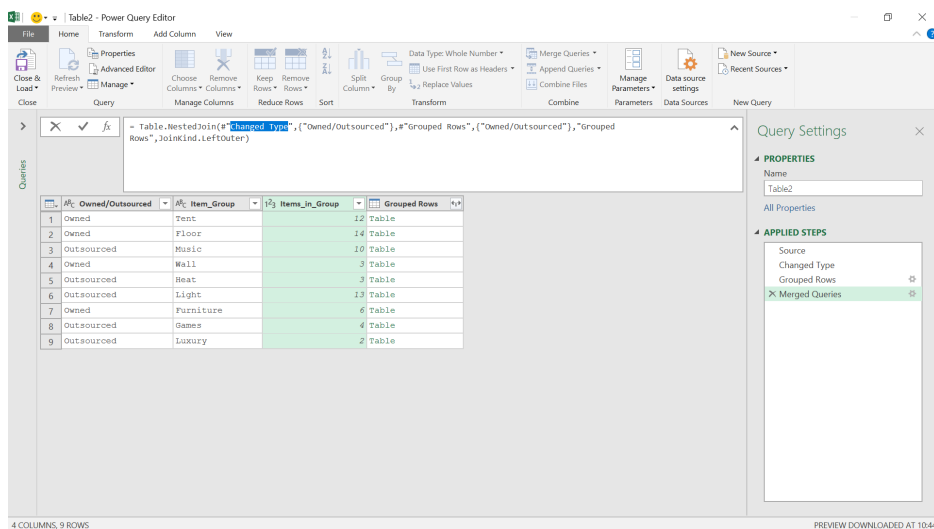 Table2 - Power Query Editor
File Home Transform Add Column View
Close & Load
Close
Refresh Preview
Properties
Advanced Editor
Manage
Query
Choose Columns
Remove Columns
Manage Columns
Keep Rows
Remove Rows
Reduce Rows
Sort
Split Column
Group By
Data Type: Whole Number
Use First Row as Headers
Replace Values
Transform
Merge Queries
Append Queries
Combine Files
Combine
Manage Parameters
Parameters
Data source settings
Data Sources
New Source
Recent Sources
New Query
Queries
fx
= Table.NestedJoin(#"Changed Type",{"Owned/Outsourced"},#"Grouped Rows",{"Owned/Outsourced"},"Grouped
Rows",JoinKind.LeftOuter)
Owned/Outsourced Item_Group Items_in_Group Grouped Rows
1 Owned Tent 12 Table
2 Owned Floor 14 Table
3 Outsourced Music 10 Table
4 Owned Wall 3 Table
5 Outsourced Heat 3 Table
6 Outsourced Light 13 Table
7 Owned Furniture 6 Table
8 Outsourced Games 4 Table
9 Outsourced Luxury 2 Table
Query Settings
PROPERTIES
Name
Table2
All Properties
APPLIED STEPS
Source
Changed Type
Grouped Rows
Merged Queries
4 COLUMNS, 9 ROWS
PREVIEW DOWNLOADED AT 10:4